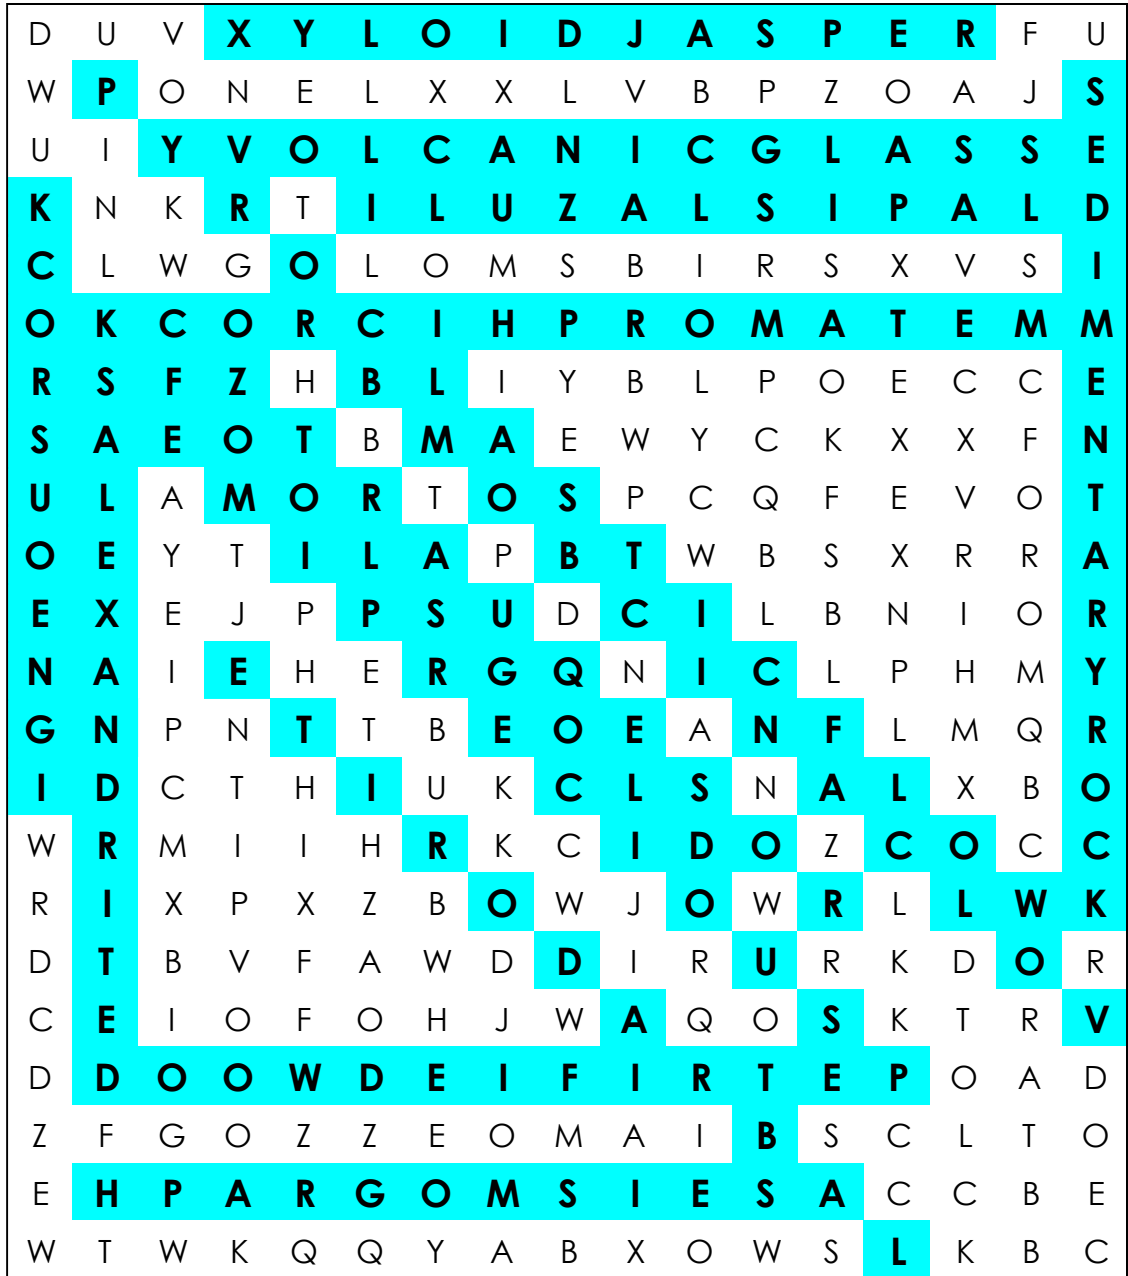 D U V X Y L O I D J A S P E R F U
W P O N E L X X L V B P Z O A J S
U I Y V O L C A N I C G L A S S E
K N K R T I L U Z A L S I P A L D
C L W G O L O M S B I R S X V S I
O K C O R C I H P R O M A T E M M
R S F Z H B L I Y B L P O E C C E
S A E O T B M A E W Y C K X X F N
U L A M O R T O S P C Q F E V O T
O E Y T I L A P B T W B S X R R A
E X E J P P S U D C I L B N I O R
N A I E H E R G Q N I C L P H M Y
G N P N T T B E O E A N F L M Q R
I D C T H I U K C L S N A L X B O
W R M I I H R K C I D O Z C O C C
R I X P X Z B O W J O W R L L W K
D T B V F A W D D I R U R K D O R
C E I O F O H J W A Q O S K T R V
D D O O W D E I F I R T E P O A D
Z F G O Z Z E O M A I B S C L T O
E H P A R G O M S I E S A C C B E
W T W K Q Q Y A B X O W S L K B C